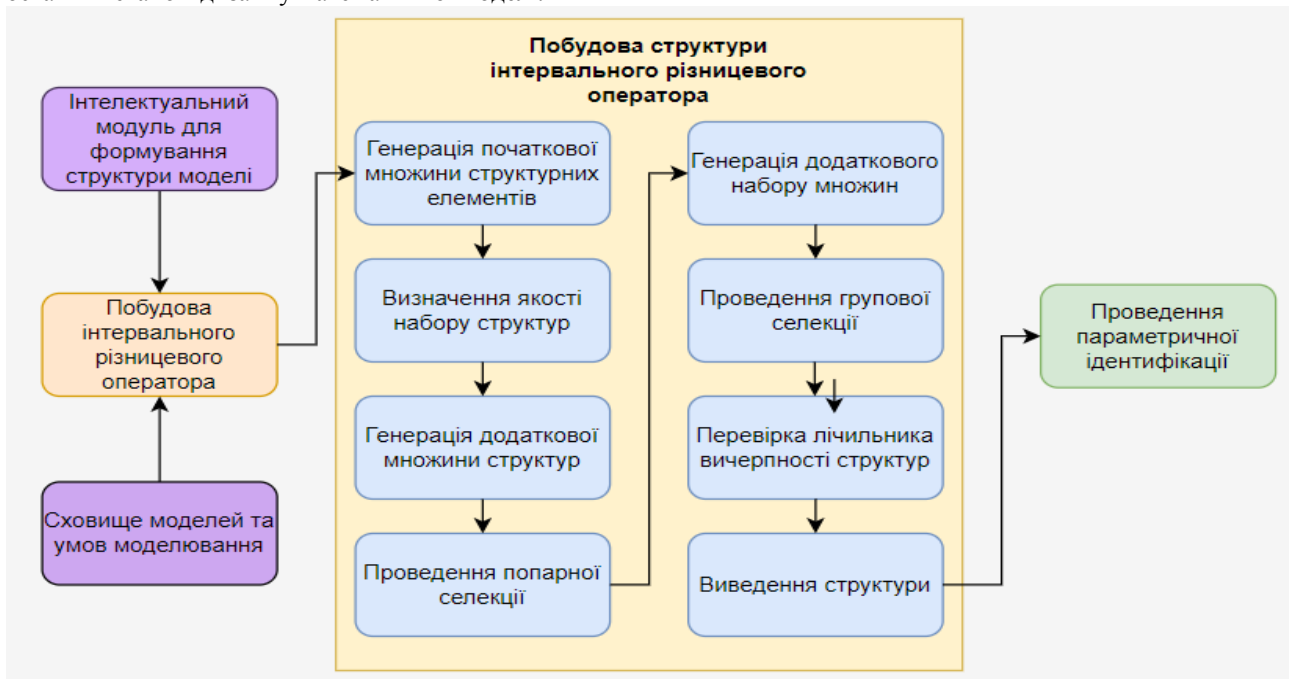 Побудова структури
інтервального різницевого
оператора
Інтелектуальний
модуль для
формування
структури моделі
Побудова
інтервального
різницевого
оператора
Сховище моделей та
умов моделювання
Генерація початкової
множини структурних
елементів
Визначення якості
набору структур
Генерація додаткової
множини структур
Проведення попарної
селекції
Генерація додаткового
набору множин
Проведення групової
селекції
Перевірка лічильника
вичерпності структур
Виведення структури
Проведення
параметричної
ідентифікації